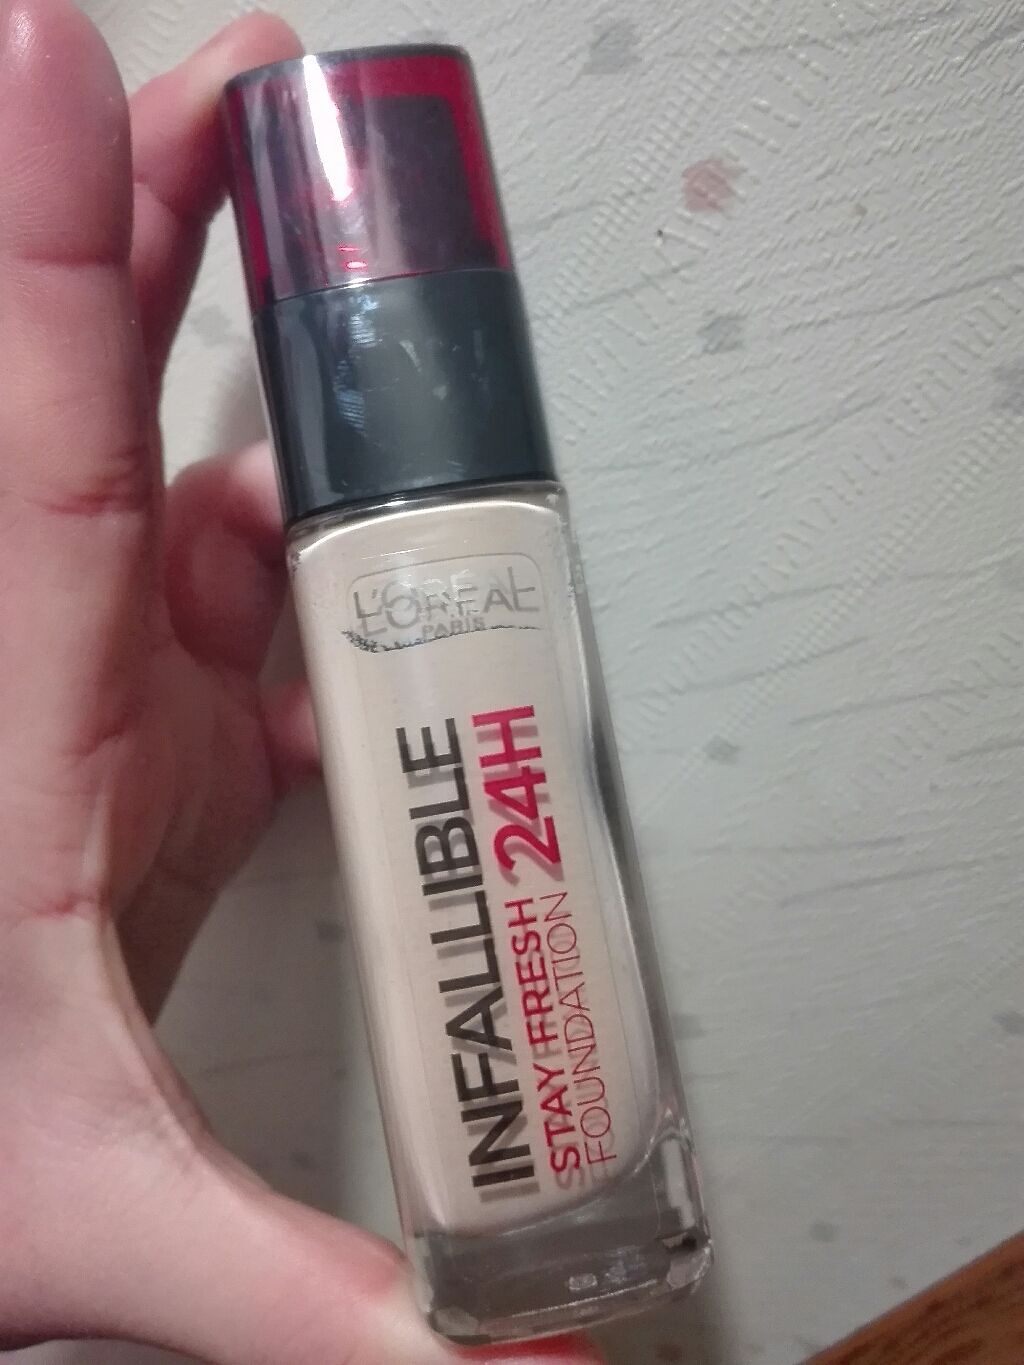 L'ORÉAL
PARIS
INFALLIBLE
STAY FRESH 24H
FOUNDATION